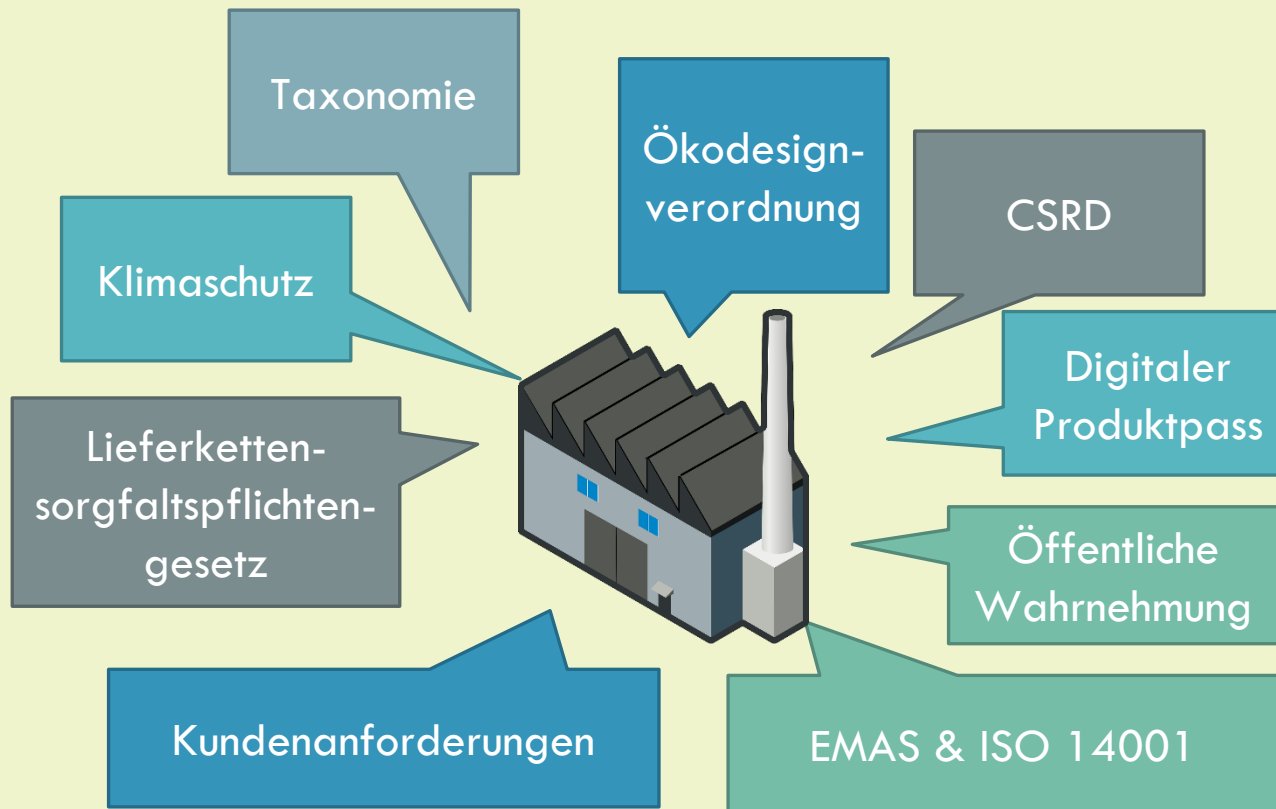 Taxonomie
Ökodesign-
verordnung
CSRD
Klimaschutz
Digitaler
Produktpass
Lieferketten-
sorgfaltspflichten-
gesetz
Öffentliche
Wahrnehmung
Kundenanforderungen
EMAS & ISO 14001